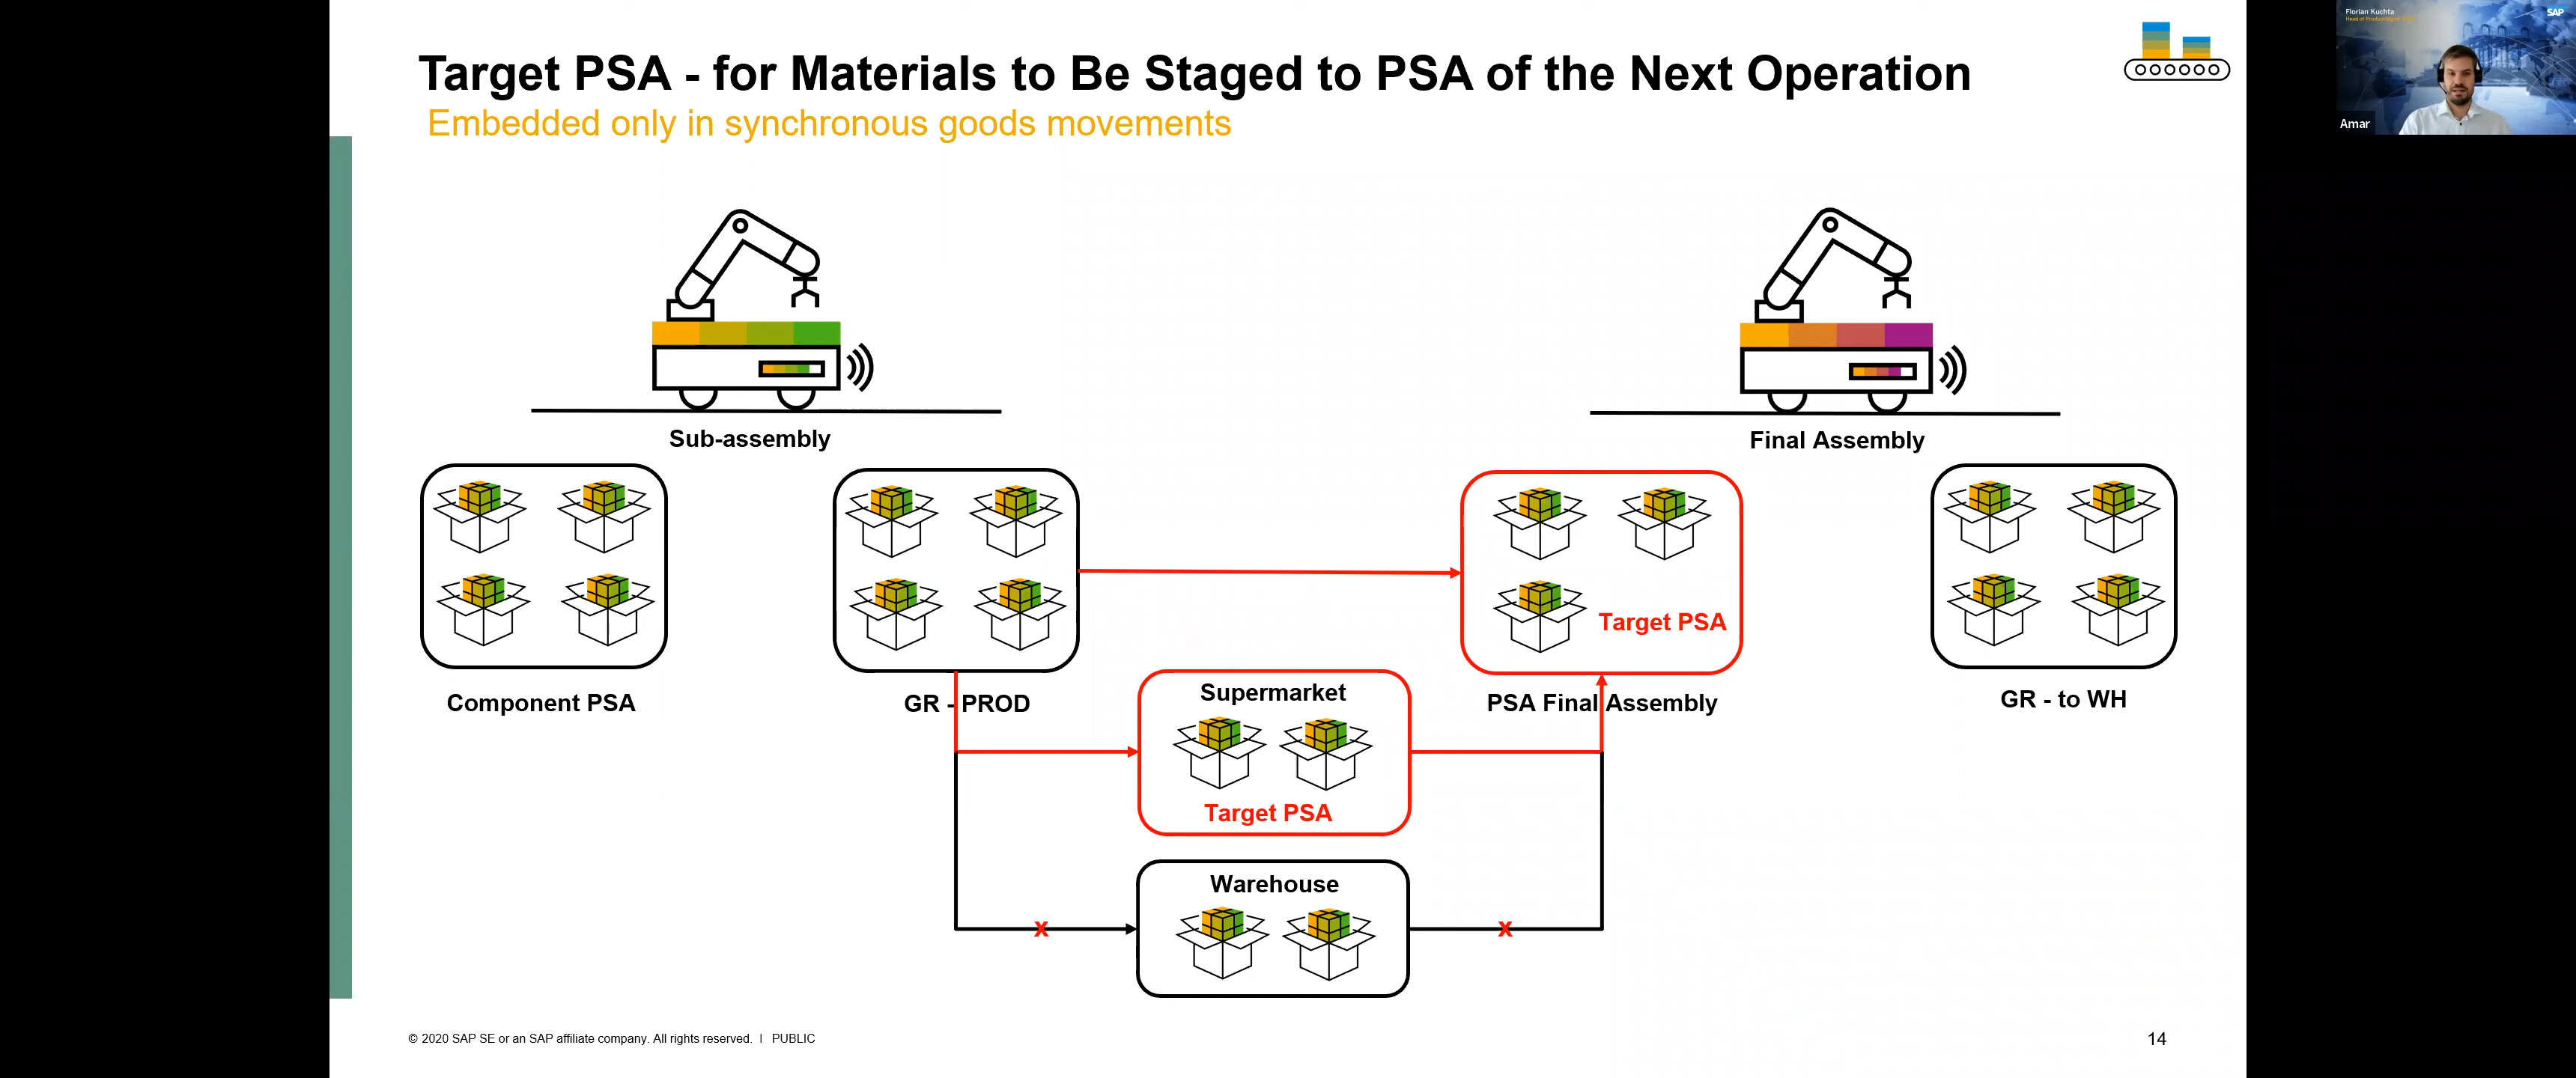 Target PSA - for Materials to Be Staged to PSA of the Next Operation
Embedded only in synchronous goods movements
Florian Kuchta
SAP
Amar
Sub-assembly
Final Assembly
Target PSA
Component PSA
GR - PROD
Supermarket
Target PSA
PSA Final Assembly
GR - to WH
Warehouse
x
x
© 2020 SAP SE or an SAP affiliate company. All rights reserved. I PUBLIC
14